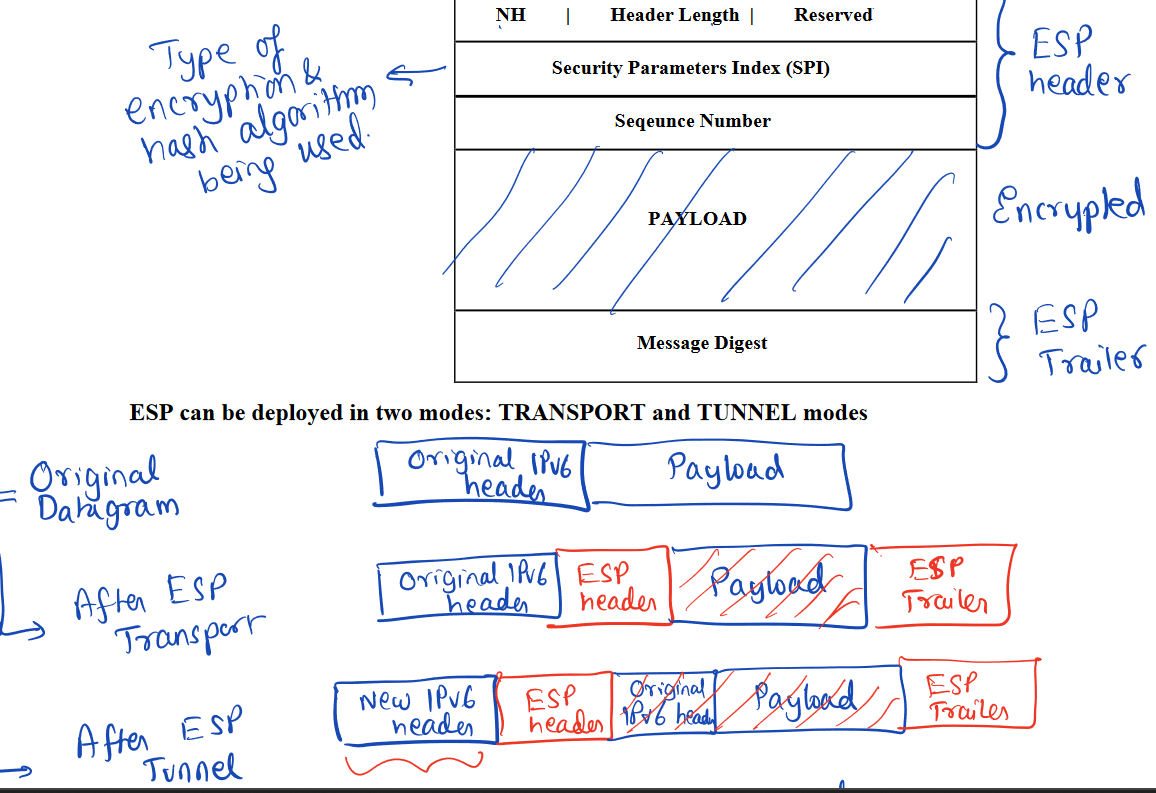 NH | Header Length | Reserved
Type of
encryption &
hash algorithm
being used.
Security Parameters Index (SPI)
Seqeunce Number
ESP
header
PAYLOAD
Encrypted
Message Digest
ESP
Trailer
ESP can be deployed in two modes: TRANSPORT and TUNNEL modes
= Original
Datagram
Original IPv6
header
Payload
After ESP
Transport
Original IPv6
header
ESP
header
Payload
ESP
Trailer
After ESP
Tunnel
New IPv6
header
ESP
header
Original
IPv6 header
Payload
ESP
Trailer